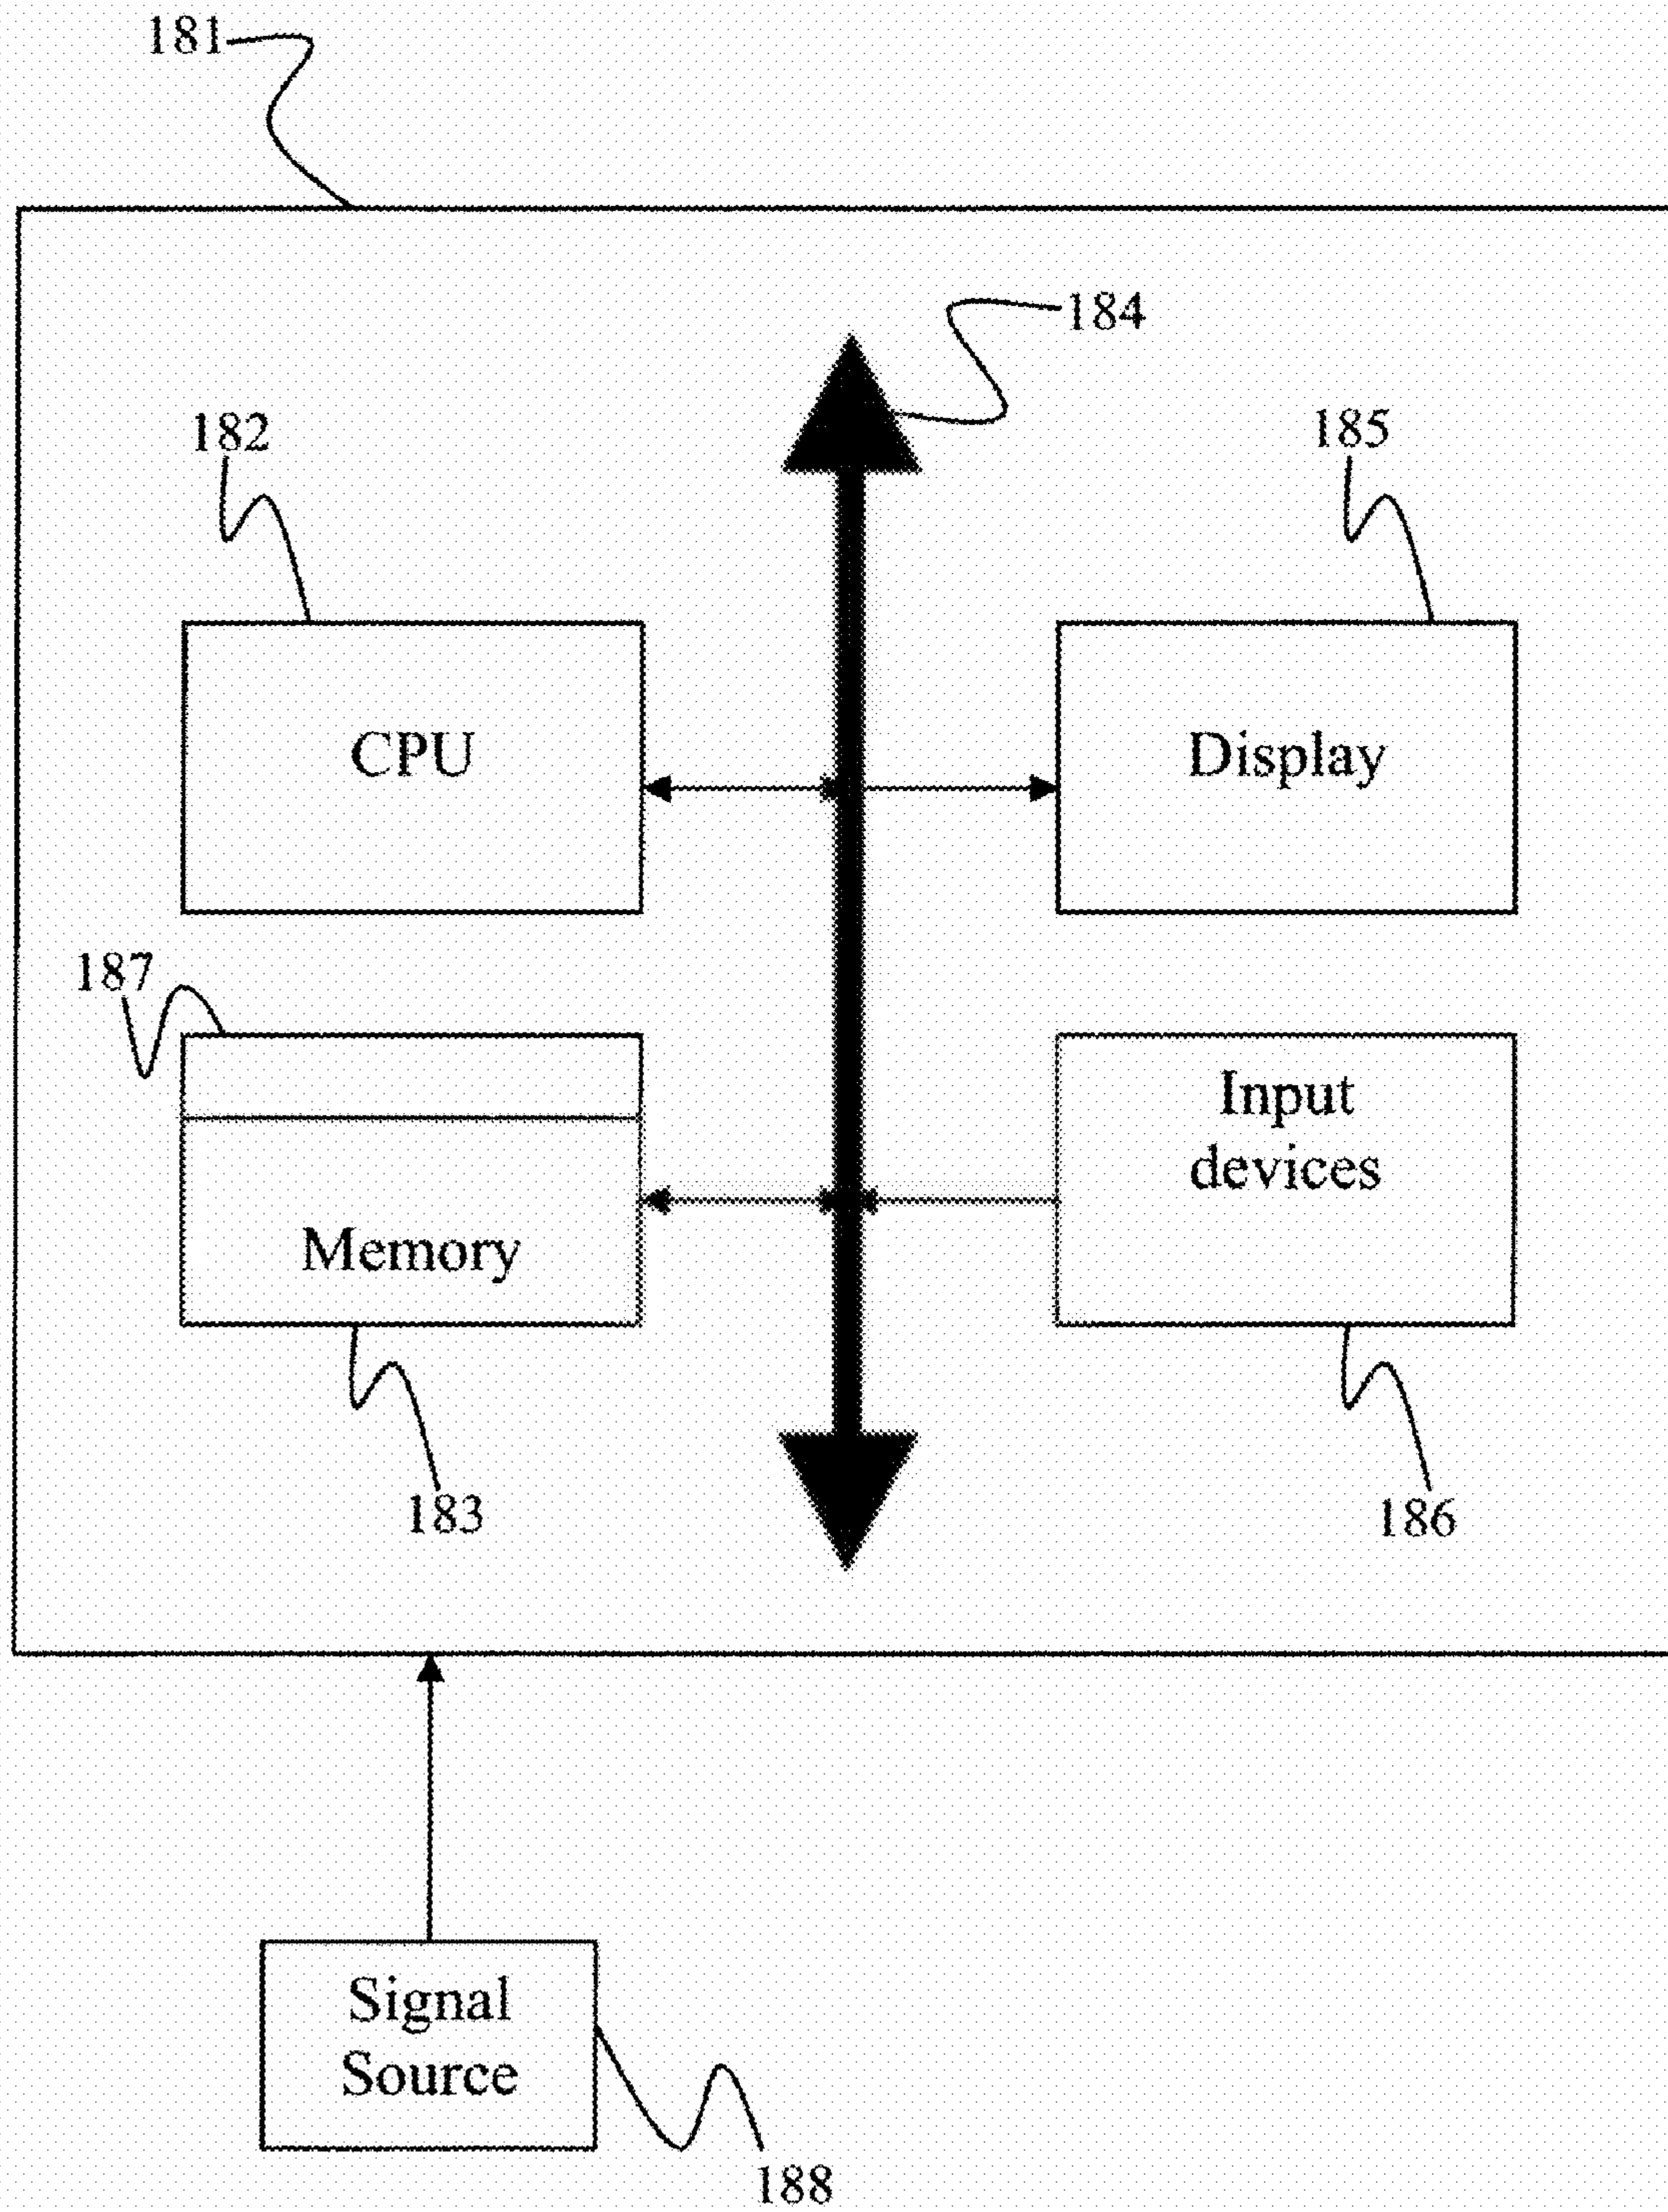 181
184
182
185
CPU
Display
187
Input
devices
Memory
183
186
Signal
Source
188